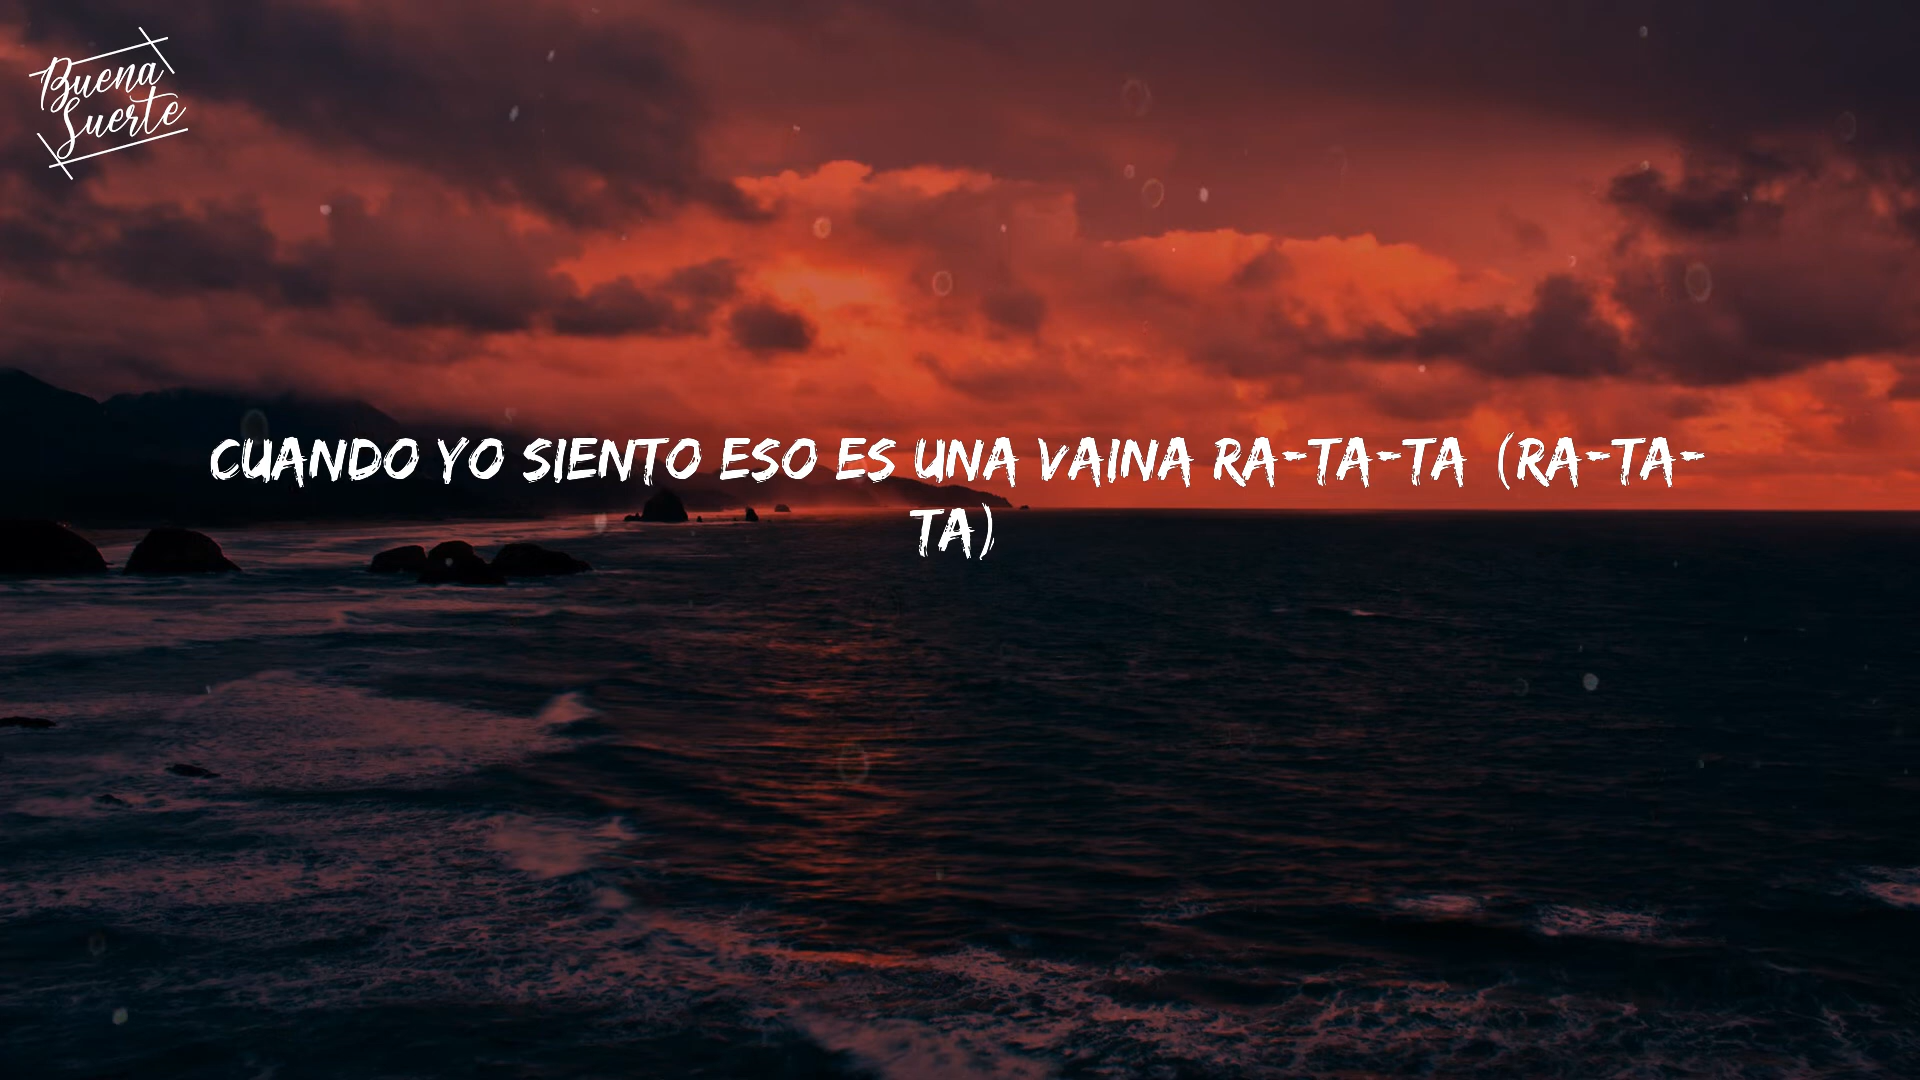 Buena
Suerte
CUANDO YO SIENTO ESO ES UNA VAINA RA-TA-TA (RA-TA-
TA)